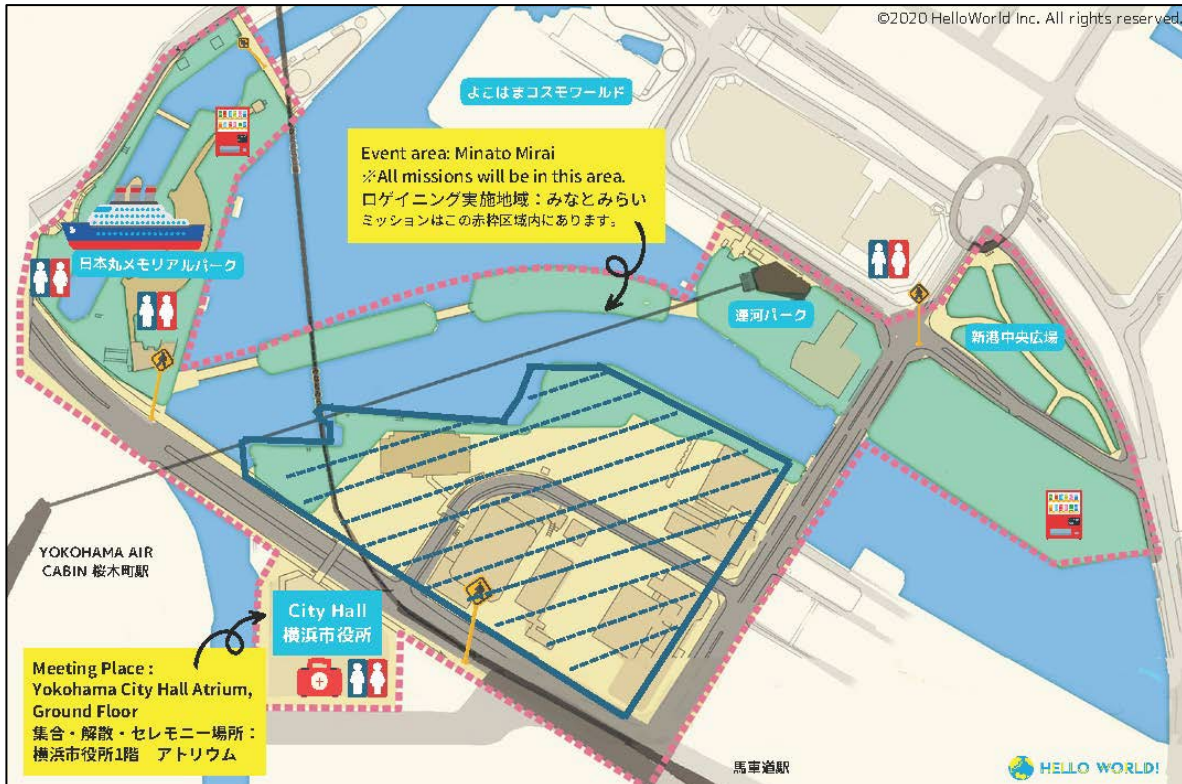 ©2020 HelloWorld Inc. All rights reserved.
よこはまコスモワールド
Event area: Minato Mirai
※All missions will be in this area.
ロゲイニング実施地域：みなとみらい
ミッションはこの赤枠区域内にあります。
日本丸メモリアルパーク
運河パーク
新港中央広場
YOKOHAMA AIR
CABIN 桜木町駅
City Hall
横浜市役所
Meeting Place :
Yokohama City Hall Atrium,
Ground Floor
集合・解散・セレモニー場所：
横浜市役所1階　アトリウム
馬車道駅
HELLO WORLD!